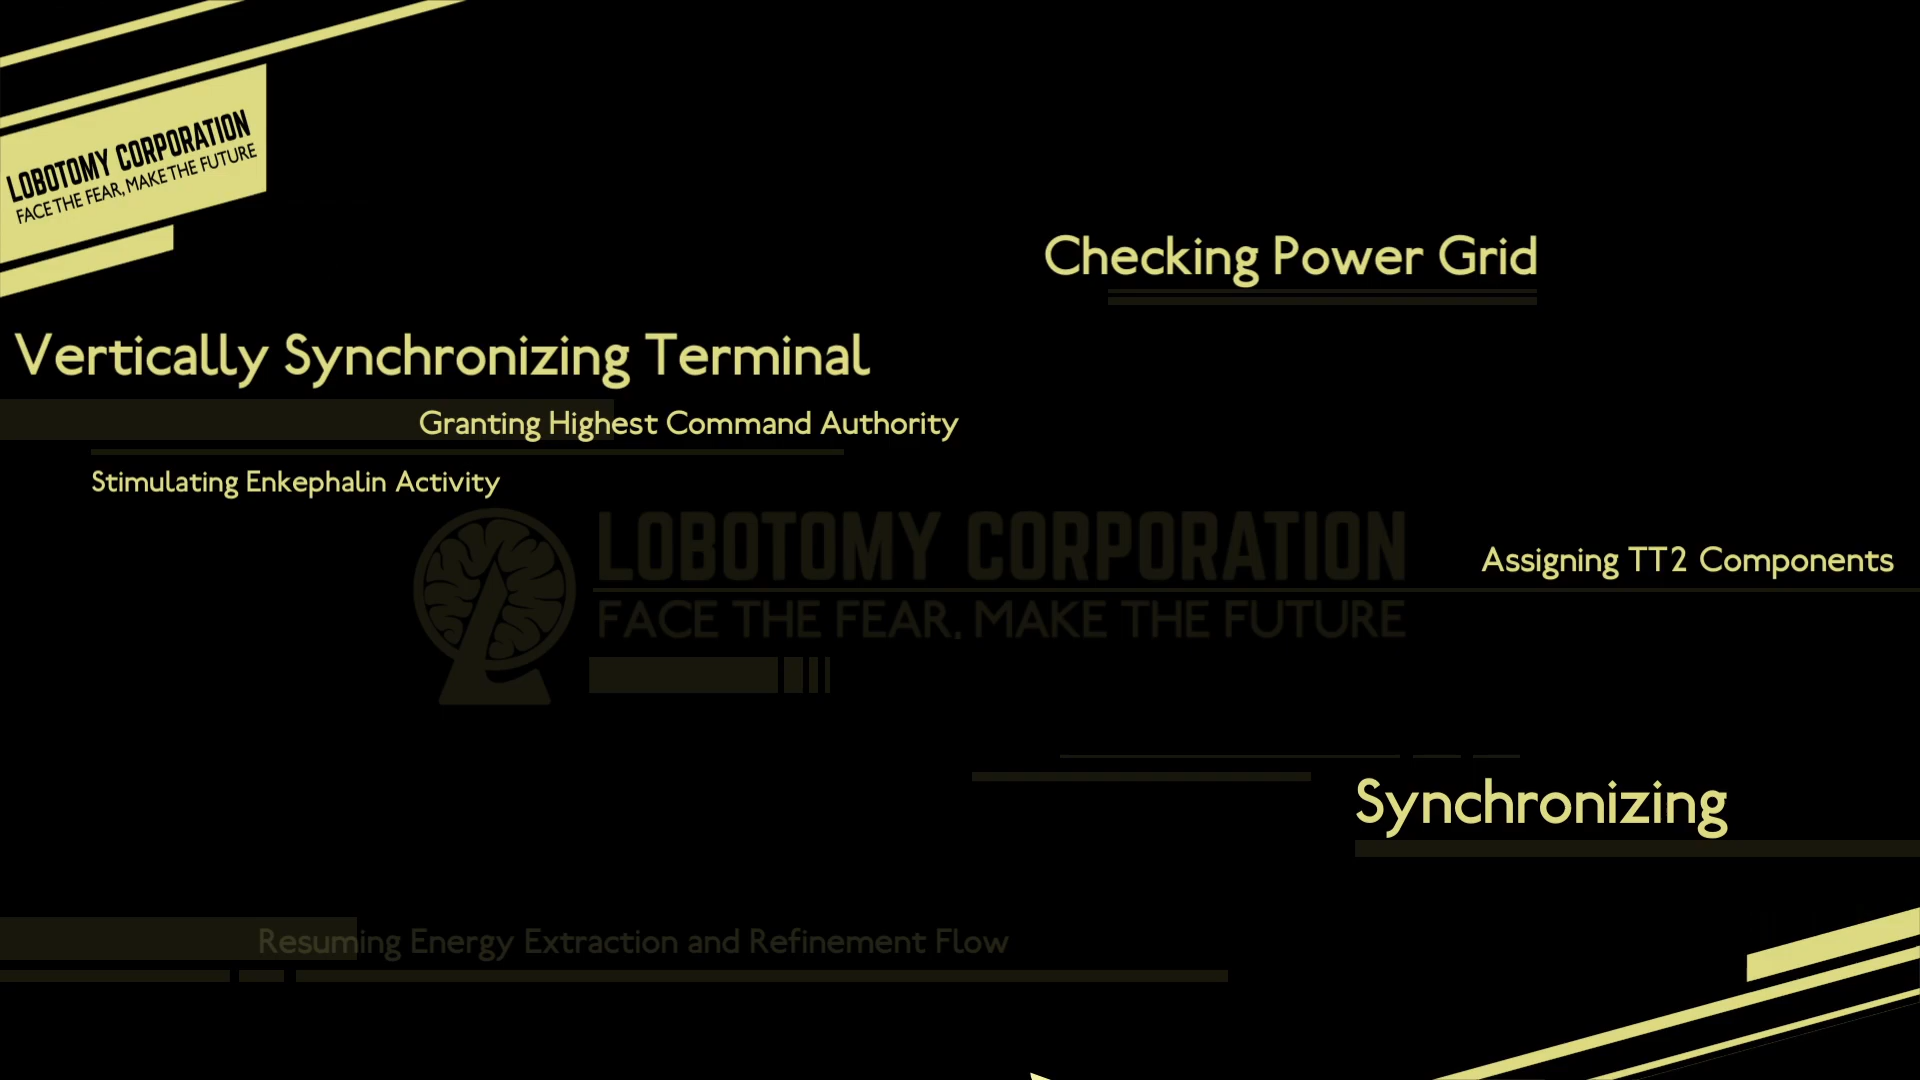 LOBOTOMY CORPORATION
FACE THE FEAR, MAKE THE FUTURE
Checking Power Grid
Vertically Synchronizing Terminal
Granting Highest Command Authority
Stimulating Enkephalin Activity
LOBOTOMY CORPORATION
Assigning TT2 Components
FACE THE FEAR, MAKE THE FUTURE
Synchronizing
Resuming Energy Extraction and Refinement Flow